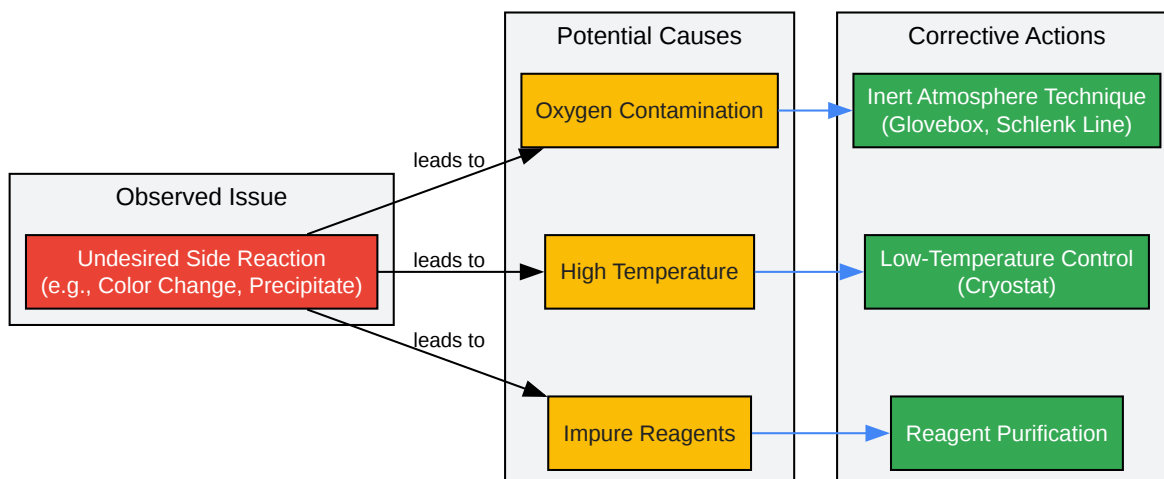 Observed Issue
Undesired Side Reaction
(e.g., Color Change, Precipitate)
leads to
leads to
leads to
Potential Causes
Oxygen Contamination
High Temperature
Impure Reagents
Corrective Actions
Inert Atmosphere Technique
(Glovebox, Schlenk Line)
Low-Temperature Control
(Cryostat)
Reagent Purification